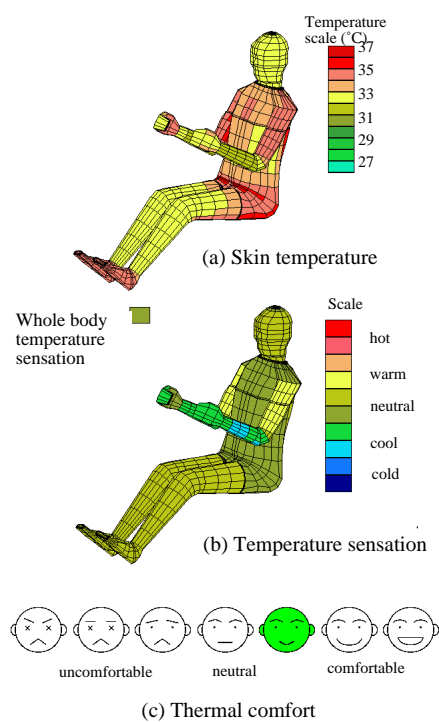 Temperature
scale (˚C)
37
35
33
31
29
27
(a) Skin temperature
Whole body
temperature
sensation
Scale
hot
warm
neutral
cool
cold
(b) Temperature sensation
uncomfortable neutral comfortable
(c) Thermal comfort